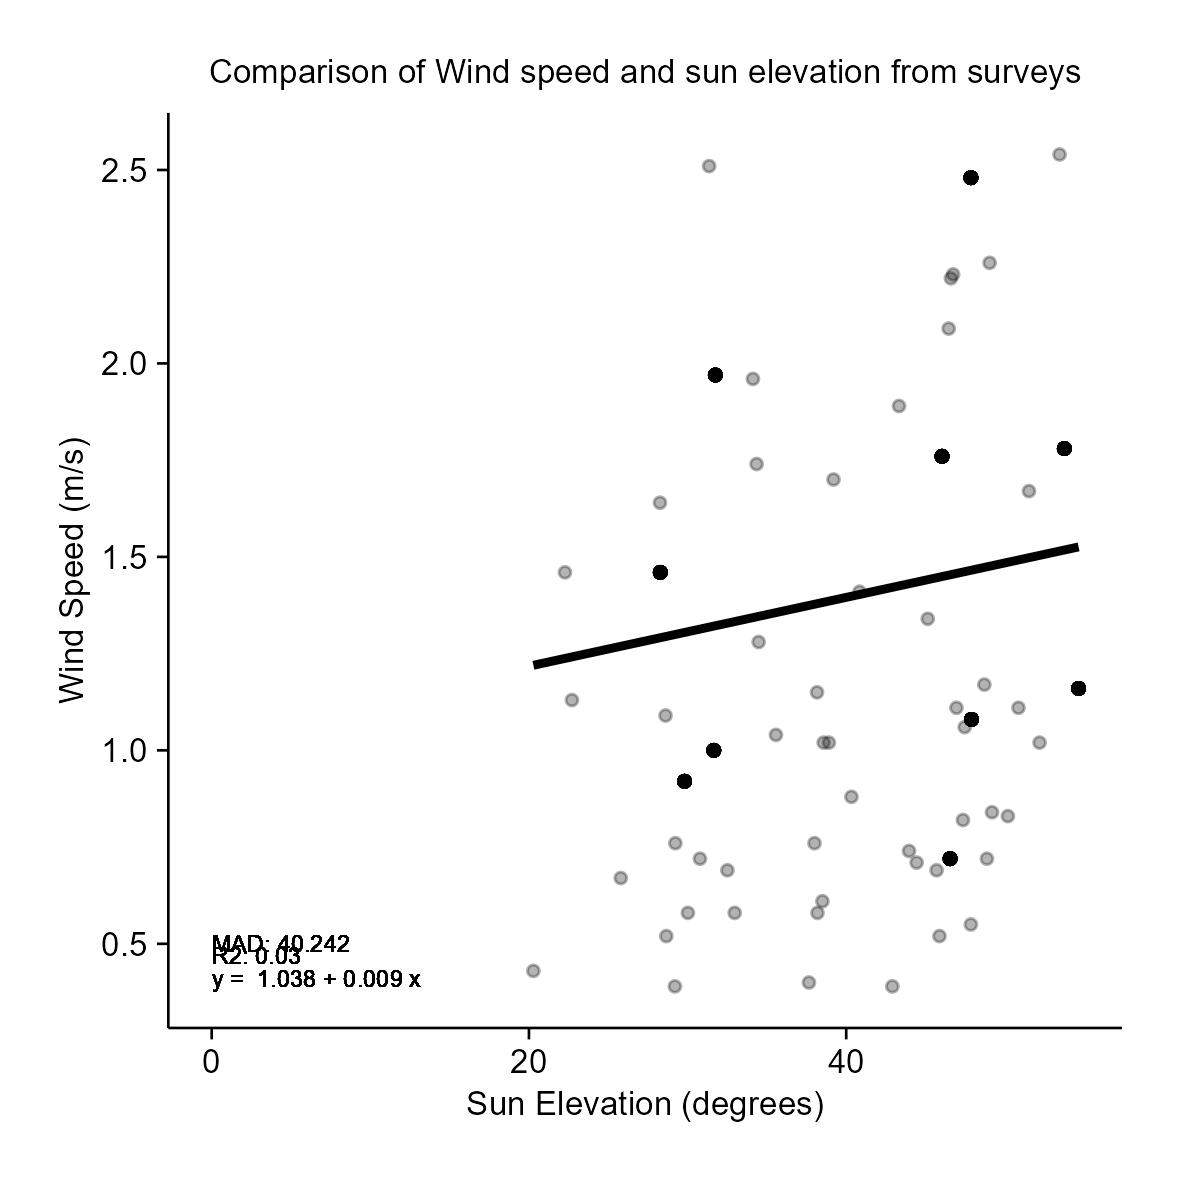 Comparison of Wind speed and sun elevation from surveys
2.5
2.0
1.5
1.0
0.5
Wind Speed (m/s)
MAD: 40.242
R2: 0.03
y =  1.038 + 0.009 x
0
20
40
Sun Elevation (degrees)